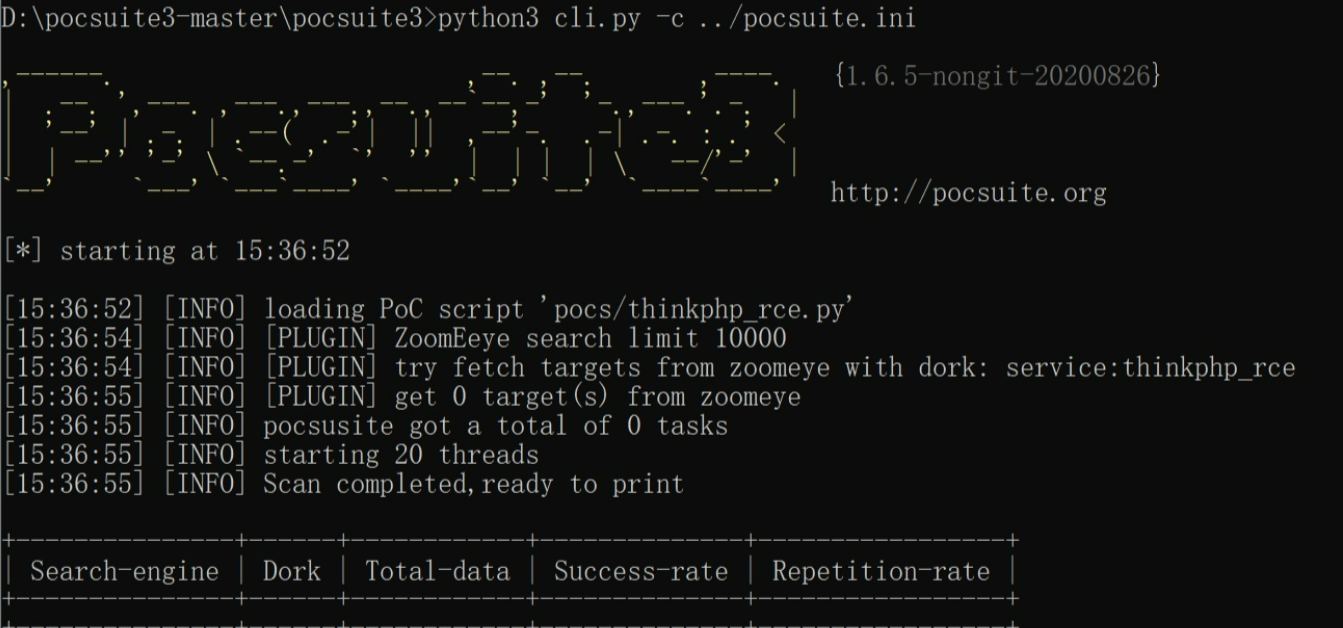 D:\pocsuite3-master\pocsuite3>python3 cli.py -c ../pocsuite.ini
Pocsuite3
{1.6.5-nongit-20200826}
http://pocsuite.org
[*] starting at 15:36:52
[15:36:52] [INFO] loading PoC script 'pocs/thinkphp_rce.py'
[15:36:54] [INFO] [PLUGIN] ZoomEeye search limit 10000
[15:36:54] [INFO] [PLUGIN] try fetch targets from zoomeye with dork: service:thinkphp_rce
[15:36:55] [INFO] [PLUGIN] get 0 target(s) from zoomeye
[15:36:55] [INFO] pocsusite got a total of 0 tasks
[15:36:55] [INFO] starting 20 threads
[15:36:55] [INFO] Scan completed,ready to print
| Search-engine | Dork | Total-data | Success-rate | Repetition-rate |